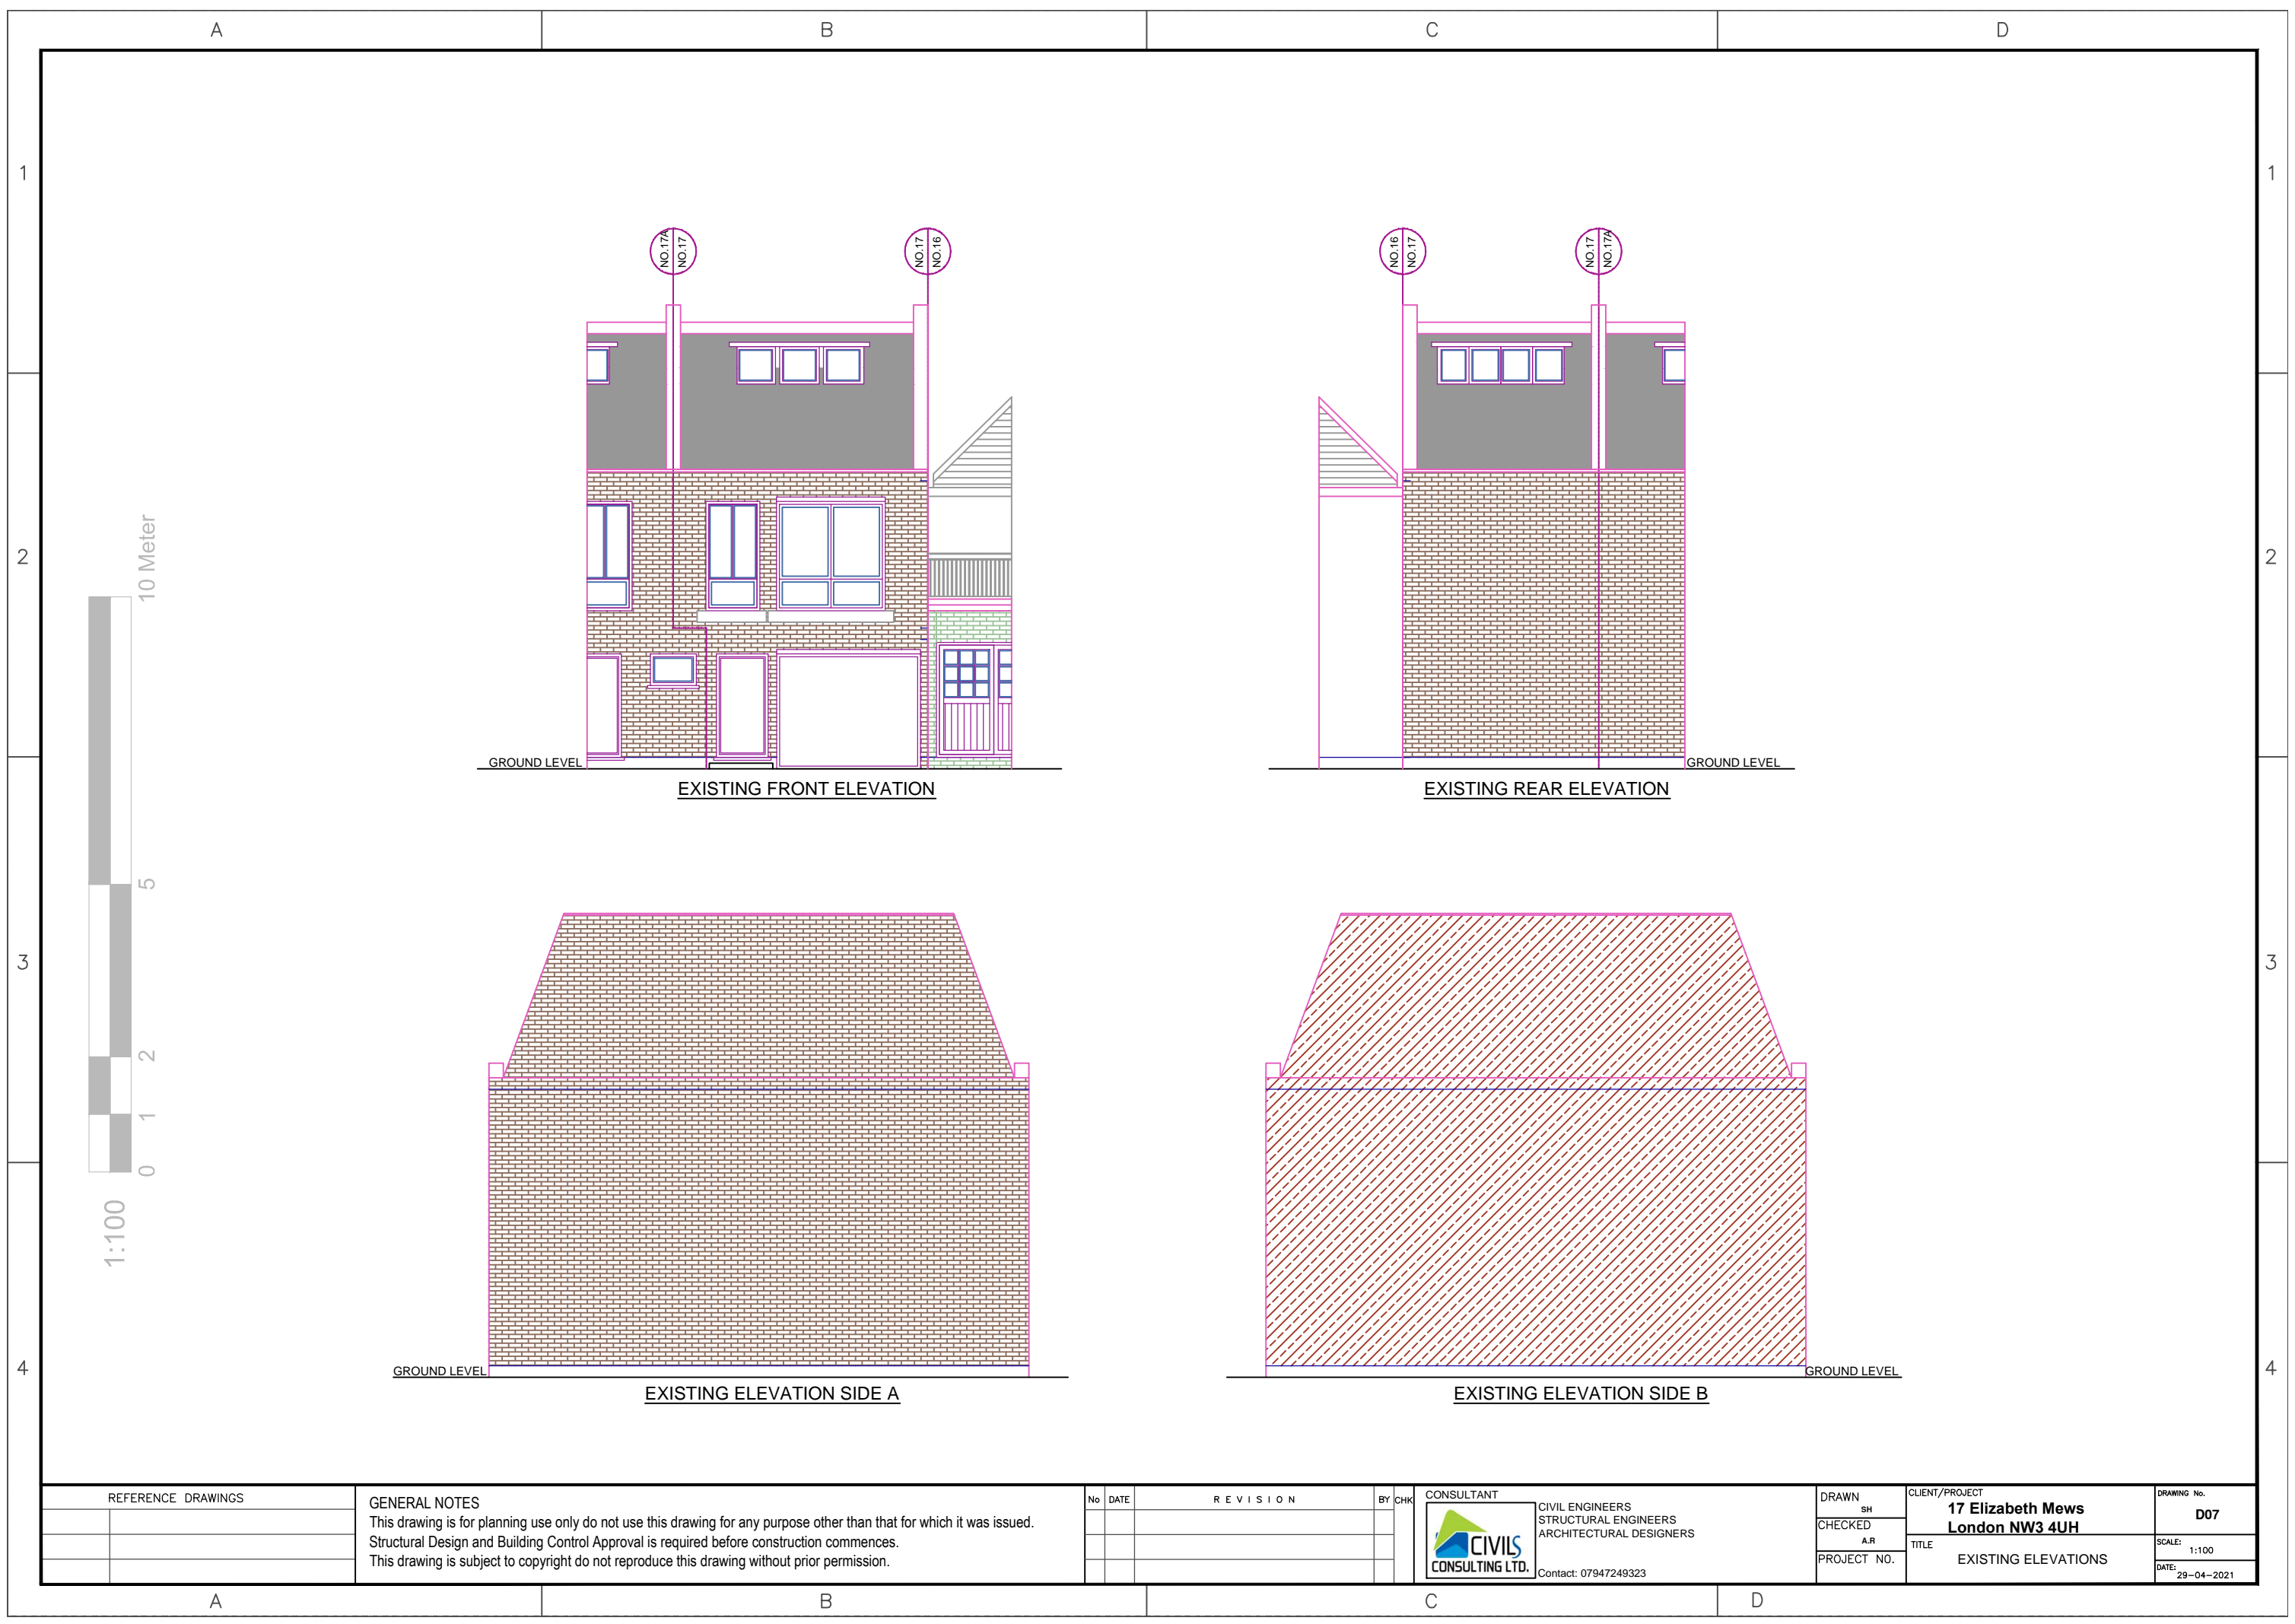 A
B
C
D
1
1
NO.17A
NO.17
NO.17
NO.16
NO.16
NO.17
NO.17
NO.17A
2
2
10 Meter
5
2
1
0
1:100
GROUND LEVEL
EXISTING FRONT ELEVATION
GROUND LEVEL
EXISTING REAR ELEVATION
3
3
4
4
GROUND LEVEL
EXISTING ELEVATION SIDE A
GROUND LEVEL
EXISTING ELEVATION SIDE B
REFERENCE DRAWINGS
GENERAL NOTES
This drawing is for planning use only do not use this drawing for any purpose other than that for which it was issued.
Structural Design and Building Control Approval is required before construction commences.
This drawing is subject to copyright do not reproduce this drawing without prior permission.
No DATE REVISION BY CHK
CONSULTANT
CIVILS
CONSULTING LTD.
CIVIL ENGINEERS
STRUCTURAL ENGINEERS
ARCHITECTURAL DESIGNERS
Contact: 07947249323
DRAWN
SH
CHECKED
A.R
PROJECT NO.
CLIENT/PROJECT
17 Elizabeth Mews
London NW3 4UH
TITLE
EXISTING ELEVATIONS
DRAWING No.
D07
SCALE:
1:100
DATE:
29-04-2021
A
B
C
D